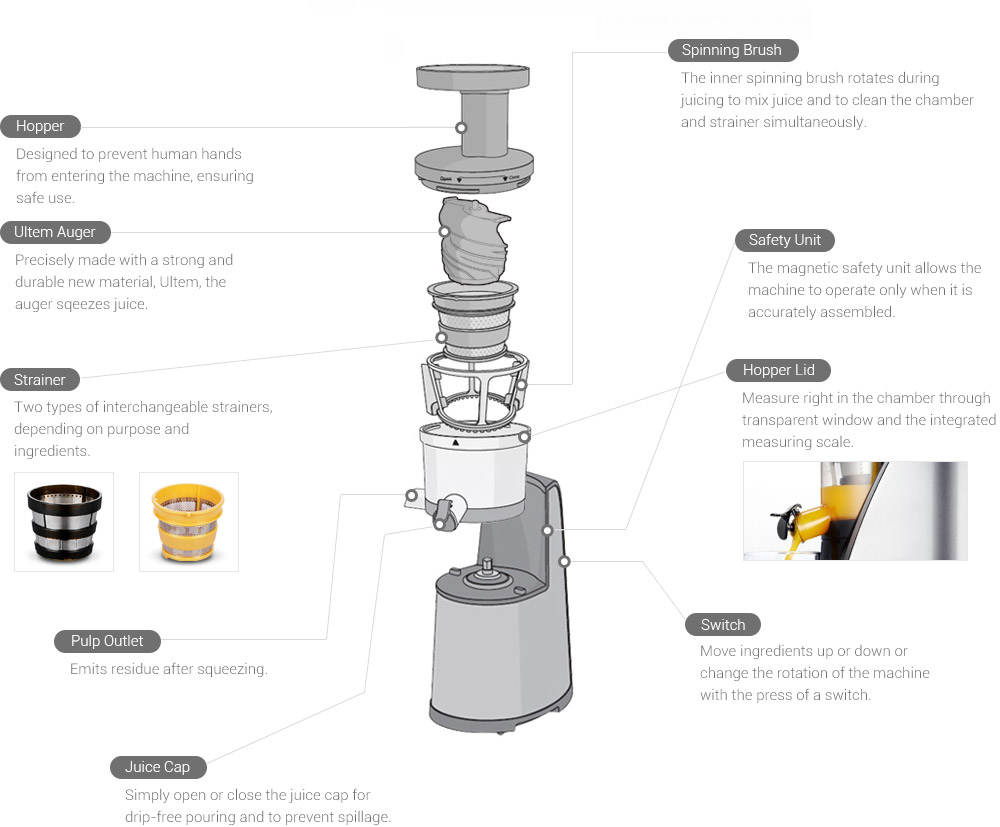 Spinning Brush
The inner spinning brush rotates during
juicing to mix juice and to clean the chamber
and strainer simultaneously.
Hopper
Designed to prevent human hands
from entering the machine, ensuring
safe use.
Open
Close
Ultem Auger
Precisely made with a strong and
durable new material, Ultem, the
auger sqeezes juice.
Safety Unit
The magnetic safety unit allows the
machine to operate only when it is
accurately assembled.
Strainer
Two types of interchangeable strainers,
depending on purpose and
ingredients.
Hopper Lid
Measure right in the chamber through
transparent window and the integrated
measuring scale.
Pulp Outlet
Emits residue after squeezing.
Switch
Move ingredients up or down or
change the rotation of the machine
with the press of a switch.
Juice Cap
Simply open or close the juice cap for
drip-free pouring and to prevent spillage.